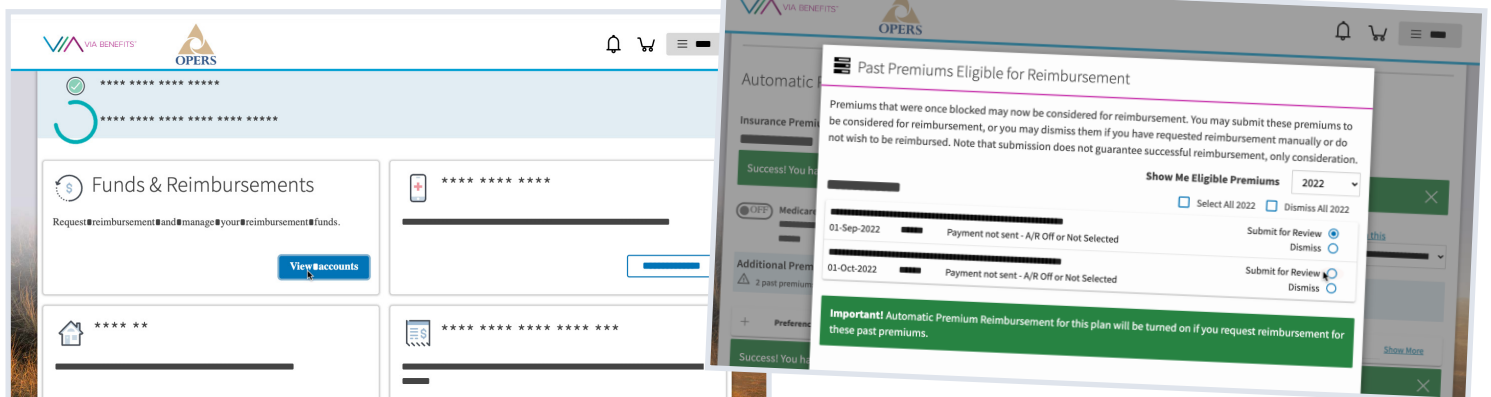 VIA BENEFITS
OPERS
**** **** **** *****
**** **** **** **** **** *****
Funds & Reimbursements
Request reimbursement and manage your reimbursement funds.
View accounts
**** **** ****
**** **
**** **** **** **** ***
VIA BENEFITS
OPERS
Automatic
Insurance Premi
Success! You ha
OFF Medicare
Additional Prem
2 past premium
+ Preferenc
Success! You ha
this
Show More
Past Premiums Eligible for Reimbursement
Premiums that were once blocked may now be considered for reimbursement. You may submit these premiums to
be considered for reimbursement, or you may dismiss them if you have requested reimbursement manually or do
not wish to be reimbursed. Note that submission does not guarantee successful reimbursement, only consideration.
Show Me Eligible Premiums 2022
Select All 2022 Dismiss All 2022
01-Sep-2022 Payment not sent - A/R Off or Not Selected Submit for Review
Dismiss
01-Oct-2022 Payment not sent - A/R Off or Not Selected Submit for Review
Dismiss
Important! Automatic Premium Reimbursement for this plan will be turned on if you request reimbursement for
these past premiums.